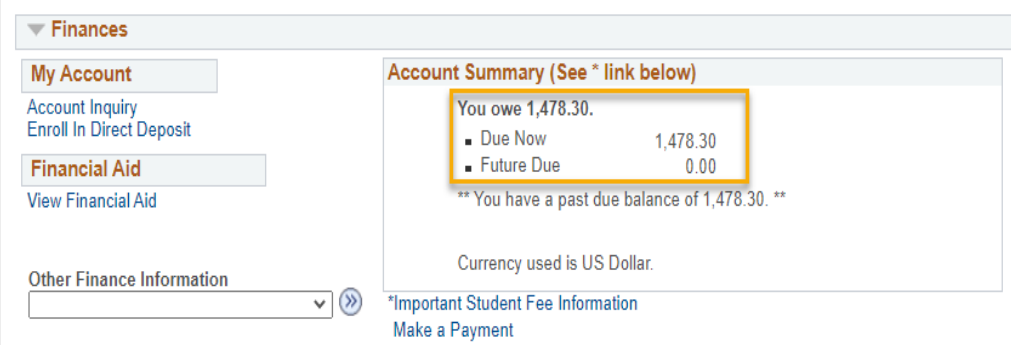 Finances
My Account
Account Inquiry
Enroll In Direct Deposit
Financial Aid
View Financial Aid
Other Finance Information
Account Summary (See * link below)
You owe 1,478.30.
▪ Due Now 1,478.30
▪ Future Due 0.00
** You have a past due balance of 1,478.30. **
Currency used is US Dollar.
*Important Student Fee Information
Make a Payment